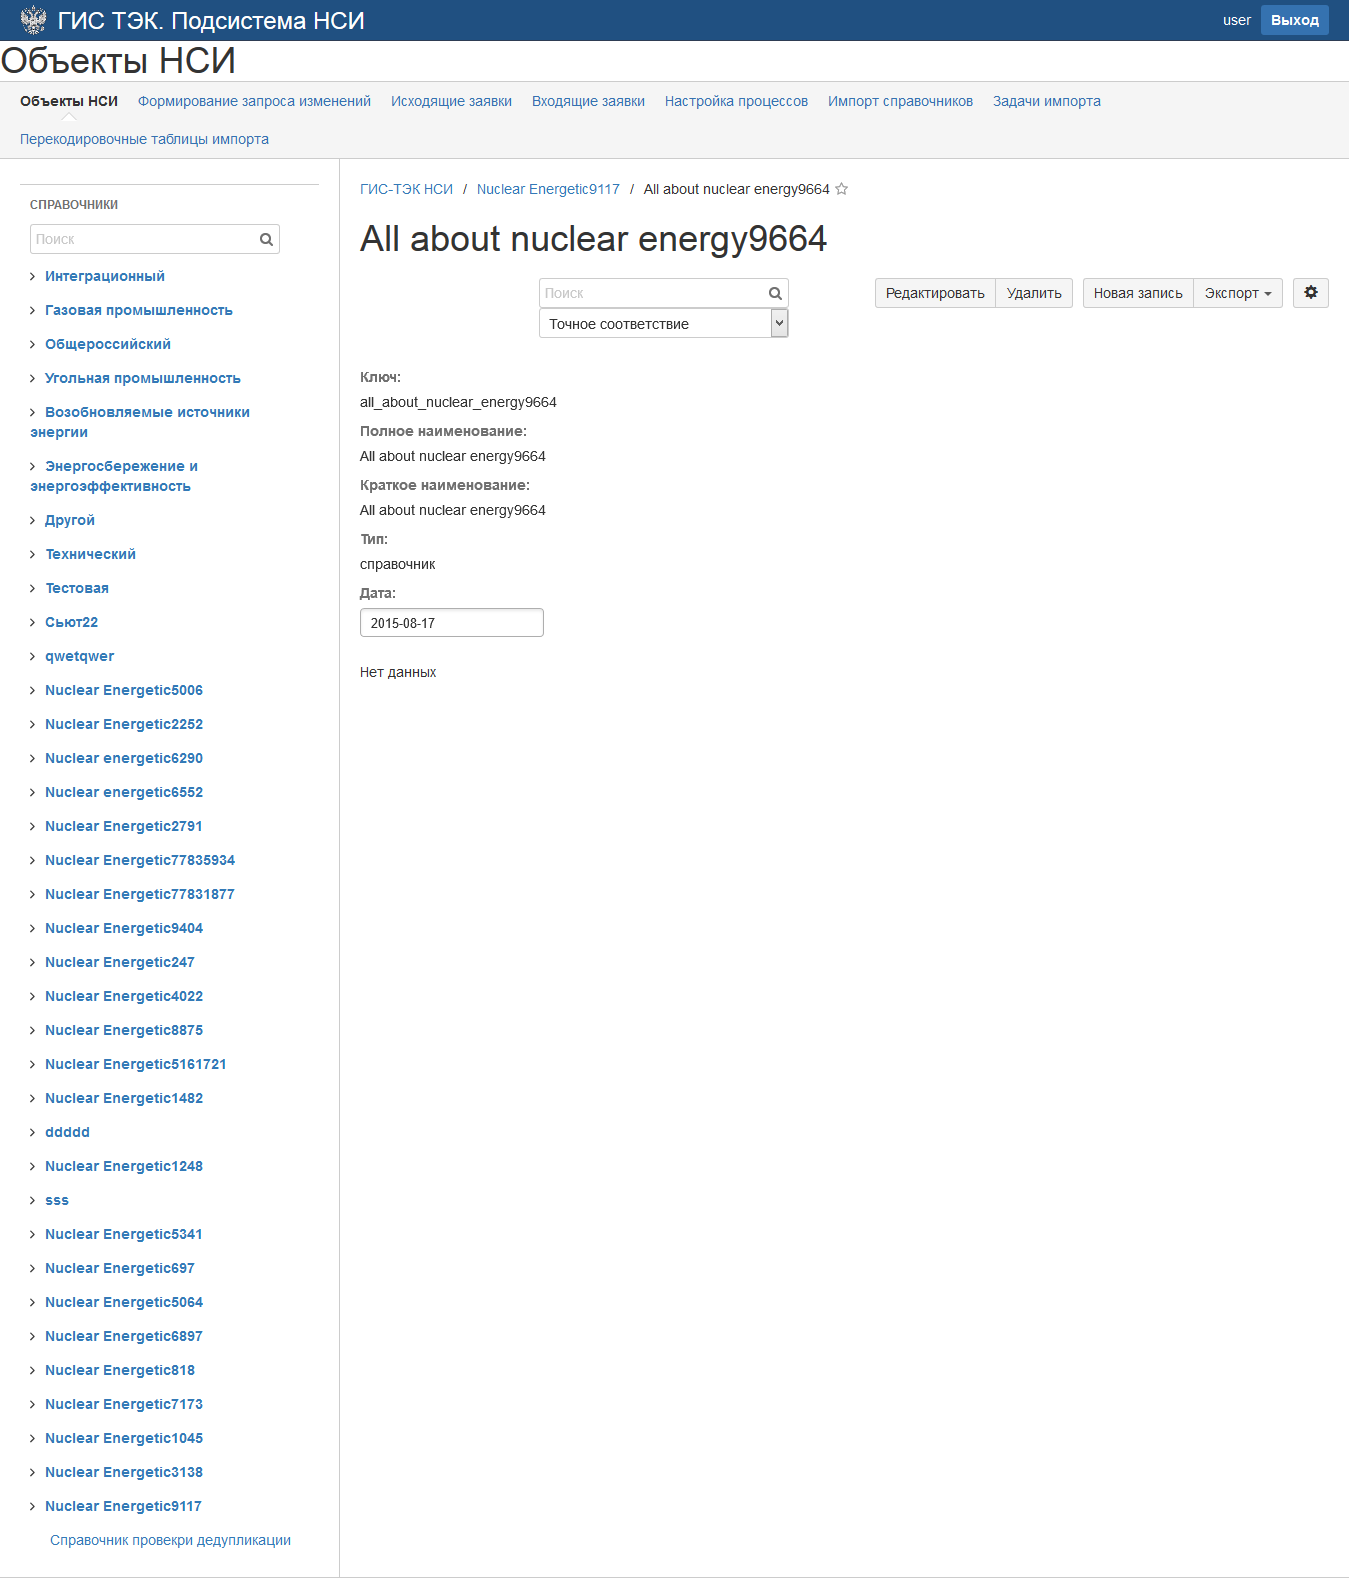 ГИС ТЭК. Подсистема НСИ
user
Выход
Объекты НСИ
Объекты НСИ Формирование запроса изменений Исходящие заявки Входящие заявки Настройка процессов Импорт справочников Задачи импорта
Перекодировочные таблицы импорта
СПРАВОЧНИКИ
Поиск
Интеграционный
Газовая промышленность
Общероссийский
Угольная промышленность
Возобновляемые источники
энергии
Энергосбережение и
энергоэффективность
Другой
Технический
Тестовая
Сьют22
qwetqwer
Nuclear Energetic5006
Nuclear Energetic2252
Nuclear energetic6290
Nuclear energetic6552
Nuclear Energetic2791
Nuclear Energetic77835934
Nuclear Energetic77831877
Nuclear Energetic9404
Nuclear Energetic247
Nuclear Energetic4022
Nuclear Energetic8875
Nuclear Energetic5161721
Nuclear Energetic1482
ddddd
Nuclear Energetic1248
sss
Nuclear Energetic5341
Nuclear Energetic697
Nuclear Energetic5064
Nuclear Energetic6897
Nuclear Energetic818
Nuclear Energetic7173
Nuclear Energetic1045
Nuclear Energetic3138
Nuclear Energetic9117
Справочник провекри дедупликации
ГИС-ТЭК НСИ / Nuclear Energetic9117 / All about nuclear energy9664
All about nuclear energy9664
Поиск
Точное соответствие
Редактировать Удалить Новая запись Экспорт
Ключ:
all_about_nuclear_energy9664
Полное наименование:
All about nuclear energy9664
Краткое наименование:
All about nuclear energy9664
Тип:
справочник
Дата:
2015-08-17
Нет данных